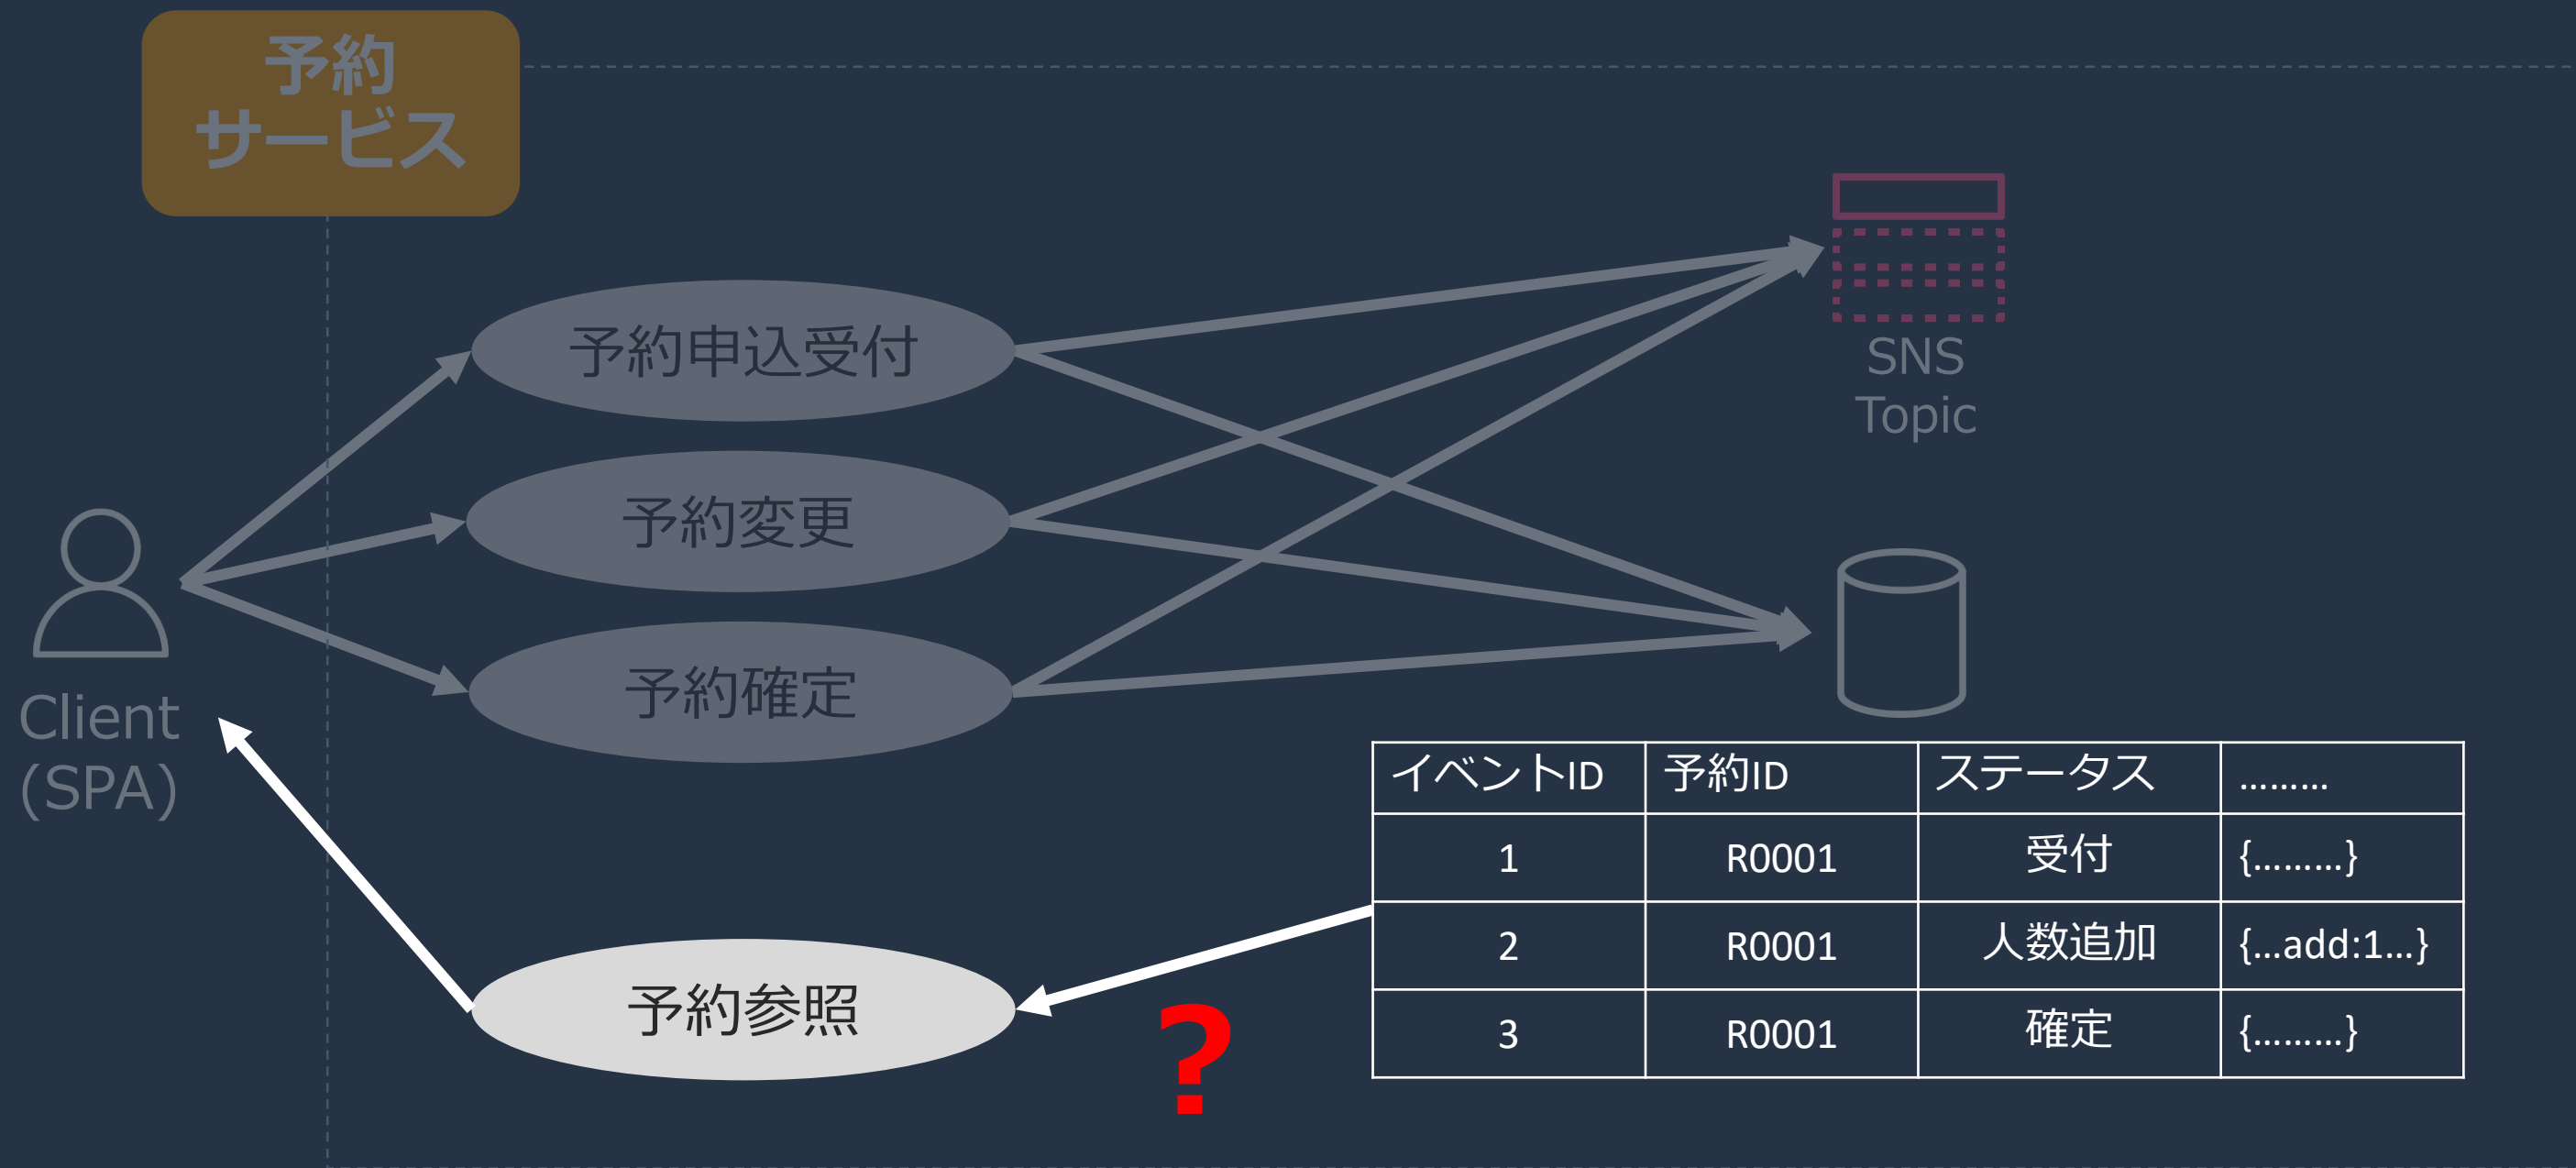 予約
サービス
予約申込受付
予約変更
予約確定
SNS
Topic
Client
(SPA)
イベントID 予約ID ステータス ………
1 R0001 受付 {………}
2 R0001 人数追加 {…add:1…}
3 R0001 確定 {………}
予約参照
?